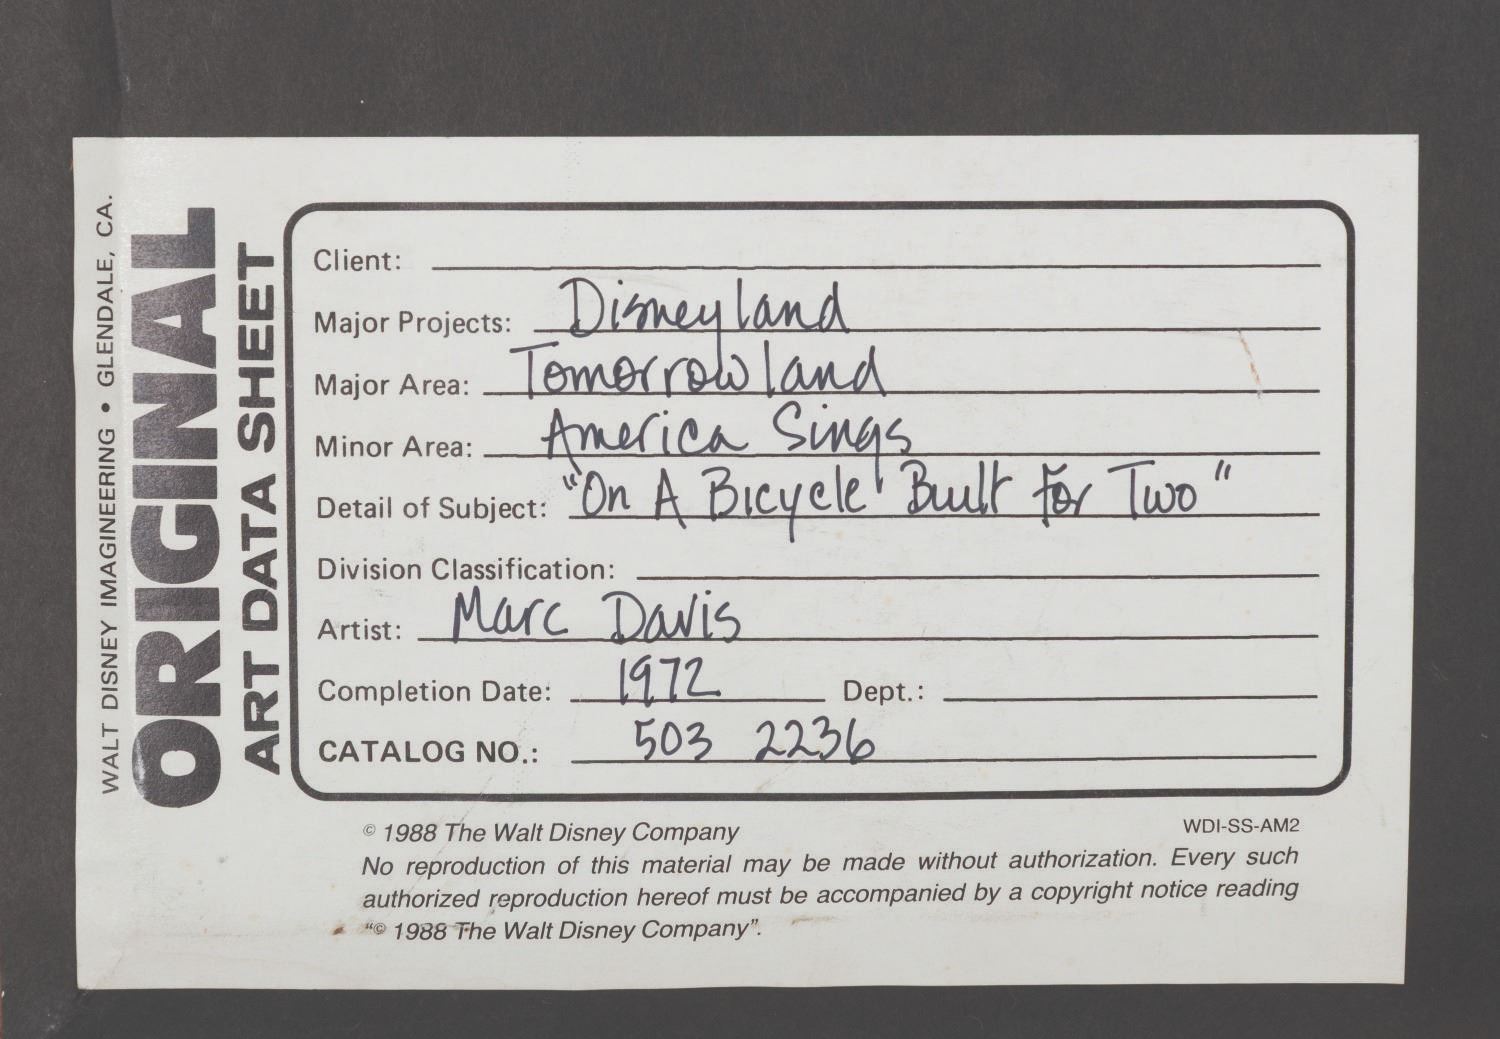 WALT DISNEY IMAGINEERING • GLENDALE, CA.
ORIGINAL
ART DATA SHEET
Client:
Major Projects: Disneyland
Major Area: Tomorrowland
Minor Area: America Sings
Detail of Subject: "On A Bicycle Built For Two"
Division Classification:
Artist: Marc Davis
Completion Date: 1972 Dept.:
CATALOG NO.: 503 2236
© 1988 The Walt Disney Company WDI-SS-AM2
No reproduction of this material may be made without authorization. Every such
authorized reproduction hereof must be accompanied by a copyright notice reading
"© 1988 The Walt Disney Company".